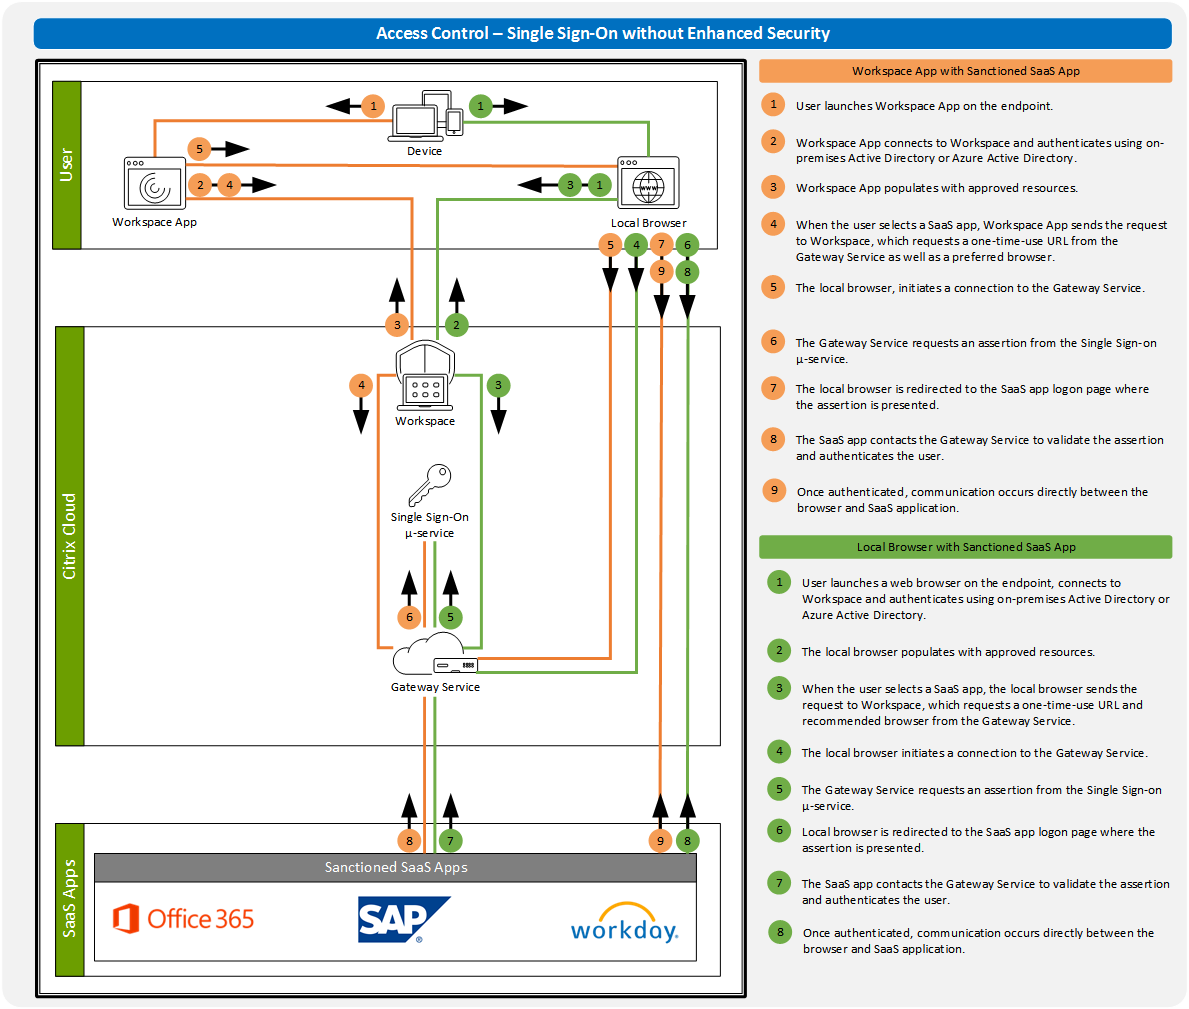 Access Control – Single Sign-On without Enhanced Security
User
1
1
Device
5
2 4
3 1
WWW
Workspace App
Local Browser
5 4 7 6
9 8
Citrix Cloud
3
2
4
3
Workspace
Single Sign-On
µ-service
6
5
Gateway Service
SaaS Apps
8
7
9
8
Sanctioned SaaS Apps
Office 365
SAP®
workday.
Workspace App with Sanctioned SaaS App
1 User launches Workspace App on the endpoint.
2 Workspace App connects to Workspace and authenticates using on-
premises Active Directory or Azure Active Directory.
3 Workspace App populates with approved resources.
4 When the user selects a SaaS app, Workspace App sends the request
to Workspace, which requests a one-time-use URL from the
Gateway Service as well as a preferred browser.
5 The local browser, initiates a connection to the Gateway Service.
6 The Gateway Service requests an assertion from the Single Sign-on
µ-service.
7 The local browser is redirected to the SaaS app logon page where
the assertion is presented.
8 The SaaS app contacts the Gateway Service to validate the assertion
and authenticates the user.
9 Once authenticated, communication occurs directly between the
browser and SaaS application.
Local Browser with Sanctioned SaaS App
1 User launches a web browser on the endpoint, connects to
Workspace and authenticates using on-premises Active Directory or
Azure Active Directory.
2 The local browser populates with approved resources.
3 When the user selects a SaaS app, the local browser sends the
request to Workspace, which requests a one-time-use URL and
recommended browser from the Gateway Service.
4 The local browser initiates a connection to the Gateway Service.
5 The Gateway Service requests an assertion from the Single Sign-on
µ-service.
6 Local browser is redirected to the SaaS app logon page where the
assertion is presented.
7 The SaaS app contacts the Gateway Service to validate the assertion
and authenticates the user.
8 Once authenticated, communication occurs directly between the
browser and SaaS application.